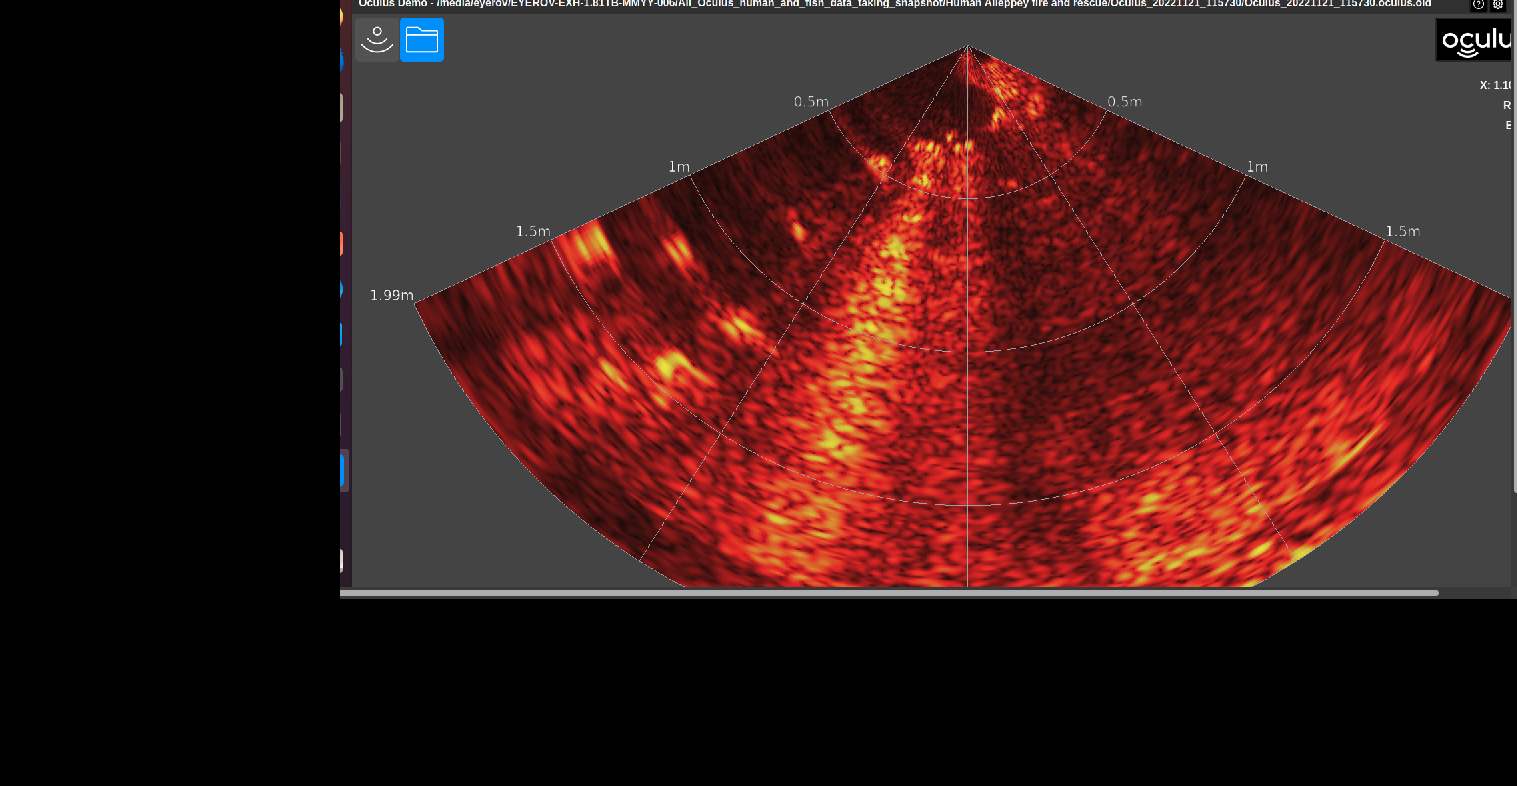 Oculus Demo - /media/eyerov/EYEROV-EXH-1.81TB-MMYY-006/All_Oculus_human_and_fish_data_taking_snapshot/Human Alleppey fire and rescue/Oculus_20221121_115730/Oculus_20221121_115730.oculus.old
oculu
X: 1.10
R
0.5m 0.5m
1m 1m
1.5m 1.5m
1.99m